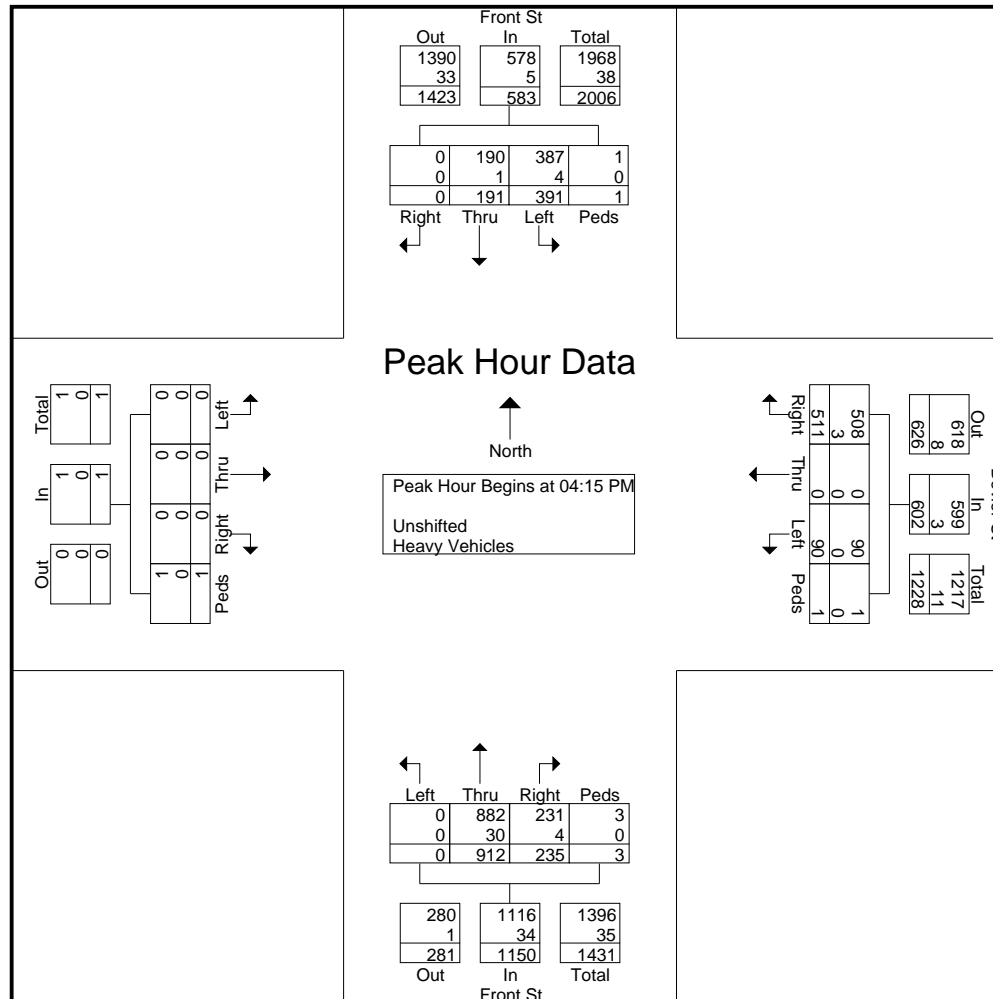 Front St
Out In Total
1390 578 1968
33 5 38
1423 583 2006
0 190 387 1
0 1 4 0
0 191 391 1
Right Thru Left Peds
Peak Hour Data
North
Peak Hour Begins at 04:15 PM
Unshifted
Heavy Vehicles
Left Thru Right Peds
0 0 0 1
0 0 0 0
0 0 0 1
Total In Out
1 1 0
0 0 0
1 1 0
Out In Total
618 599 1217
8 3 11
626 602 1228
508 0 90 1
3 0 0 0
511 0 90 1
Right Thru Left Peds
Left Thru Right Peds
0 882 231 3
0 30 4 0
0 912 235 3
280 1116 1396
1 34 35
281 1150 1431
Out In Total
Front St